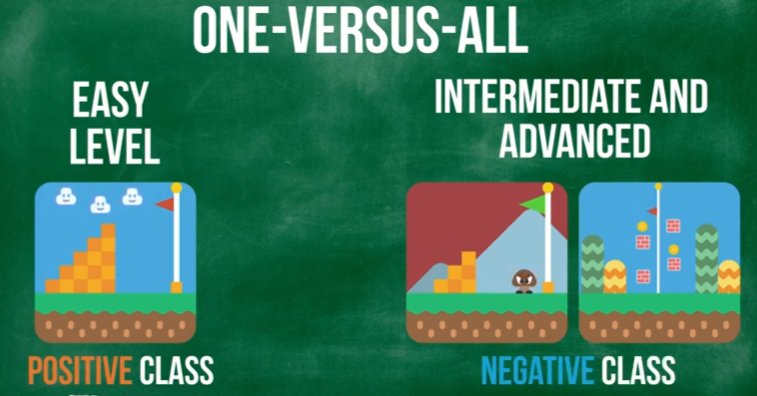 ONE-VERSUS-ALL
EASY
LEVEL
INTERMEDIATE AND
ADVANCED
POSITIVE CLASS
NEGATIVE CLASS